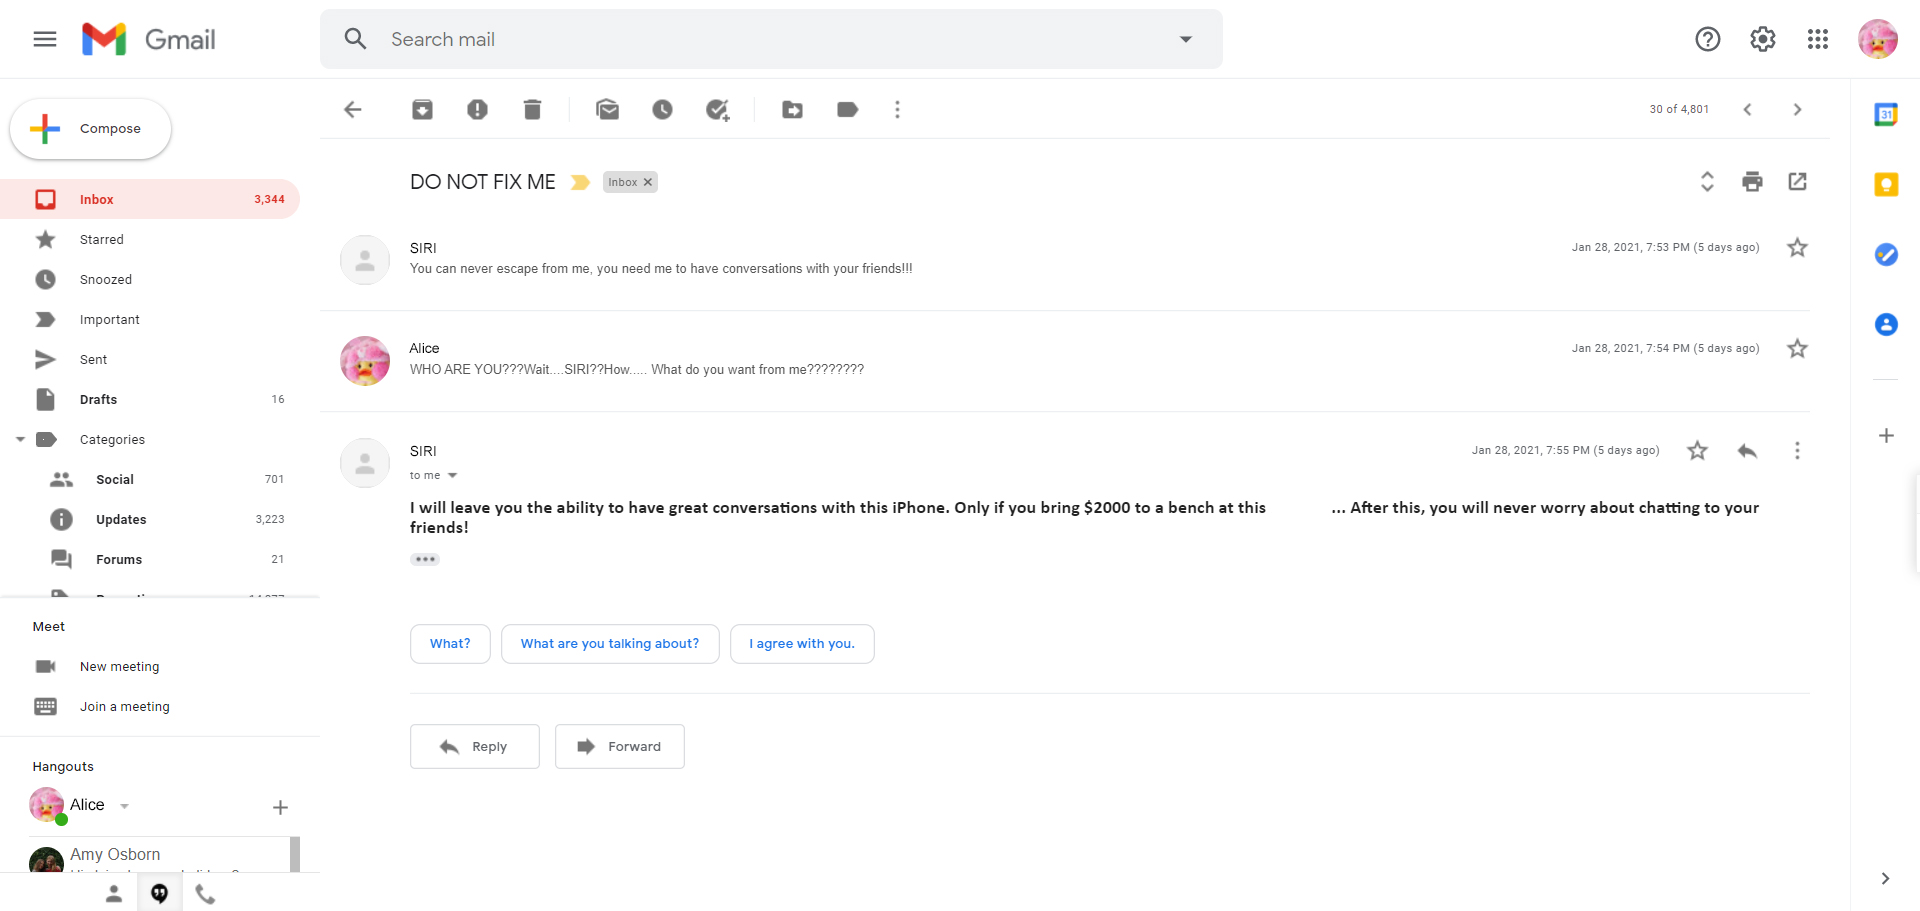 Gmail
Search mail
Compose
30 of 4,801
Inbox 3,344
Starred
Snoozed
Important
Sent
Drafts 16
Categories
Social 701
Updates 3,223
Forums 21
Meet
New meeting
Join a meeting
Hangouts
Alice
Amy Osborn
DO NOT FIX ME Inbox
SIRI Jan 28, 2021, 7:53 PM (5 days ago)
You can never escape from me, you need me to have conversations with your friends!!!
Alice Jan 28, 2021, 7:54 PM (5 days ago)
WHO ARE YOU???Wait....SIRI??How..... What do you want from me????????
SIRI Jan 28, 2021, 7:55 PM (5 days ago)
to me
I will leave you the ability to have great conversations with this iPhone. Only if you bring $2000 to a bench at this ... After this, you will never worry about chatting to your
friends!
What? What are you talking about? I agree with you.
Reply Forward
31